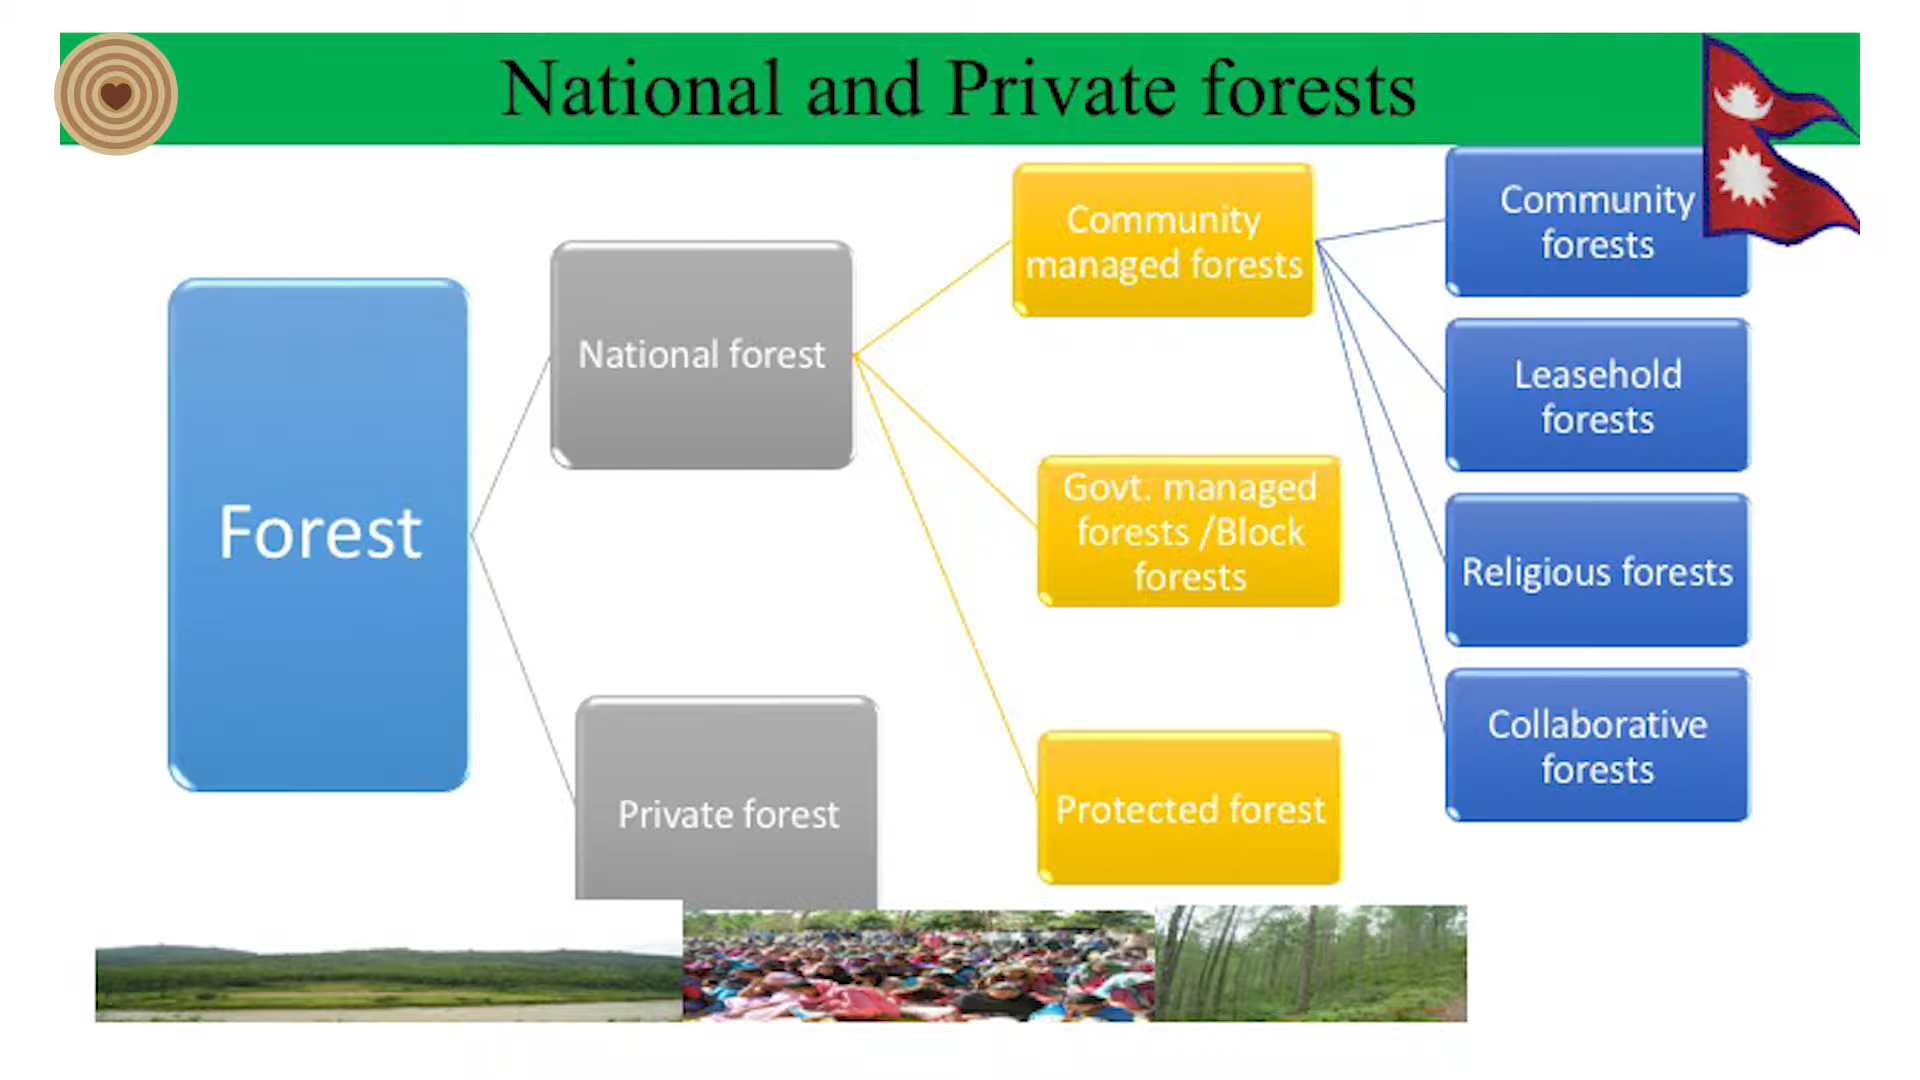 National and Private forests
Forest
National forest
Private forest
Community
managed forests
Govt. managed
forests /Block
forests
Protected forest
Community
forests
Leasehold
forests
Religious forests
Collaborative
forests